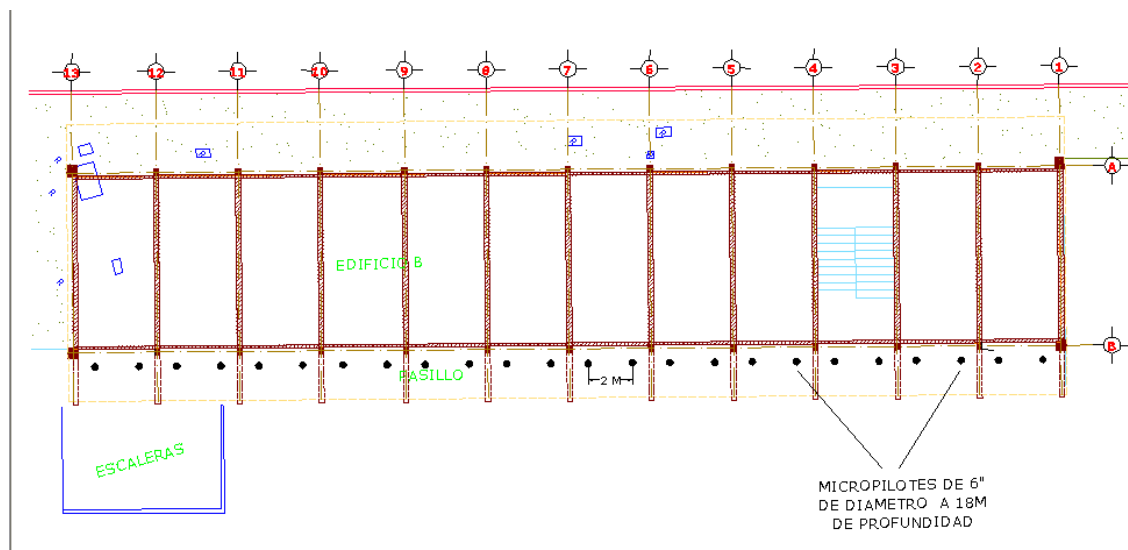 13 12 11 10 9 8 7 6 5 4 3 2 1
A
EDIFICIO B
B
PASILLO
2 M
ESCALERAS
MICROPILOTES DE 6"
DE DIAMETRO A 18M
DE PROFUNDIDAD